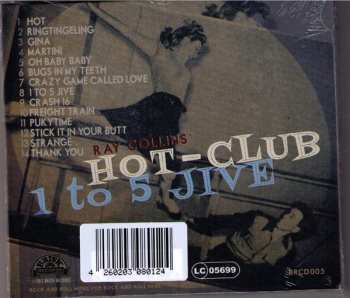 1 HOT
2 RINGTINGELING
3 GINA
4 MARTINI
5 OH BABY BABY
6 BUGS IN MY TEETH
7 CRAZY GAME CALLED LOVE
8 1 TO 5 JIVE
9 CRASH 16
10 FREIGHT TRAIN
11 PUKYTIME
12 STICK IT IN YOUR BUTT
13 STRANGE
14 THANK YOU
RAY COLLINS
HOT-CLUB
1 to 5 JIVE
4 260203 080124
LC 05699
BRCD005